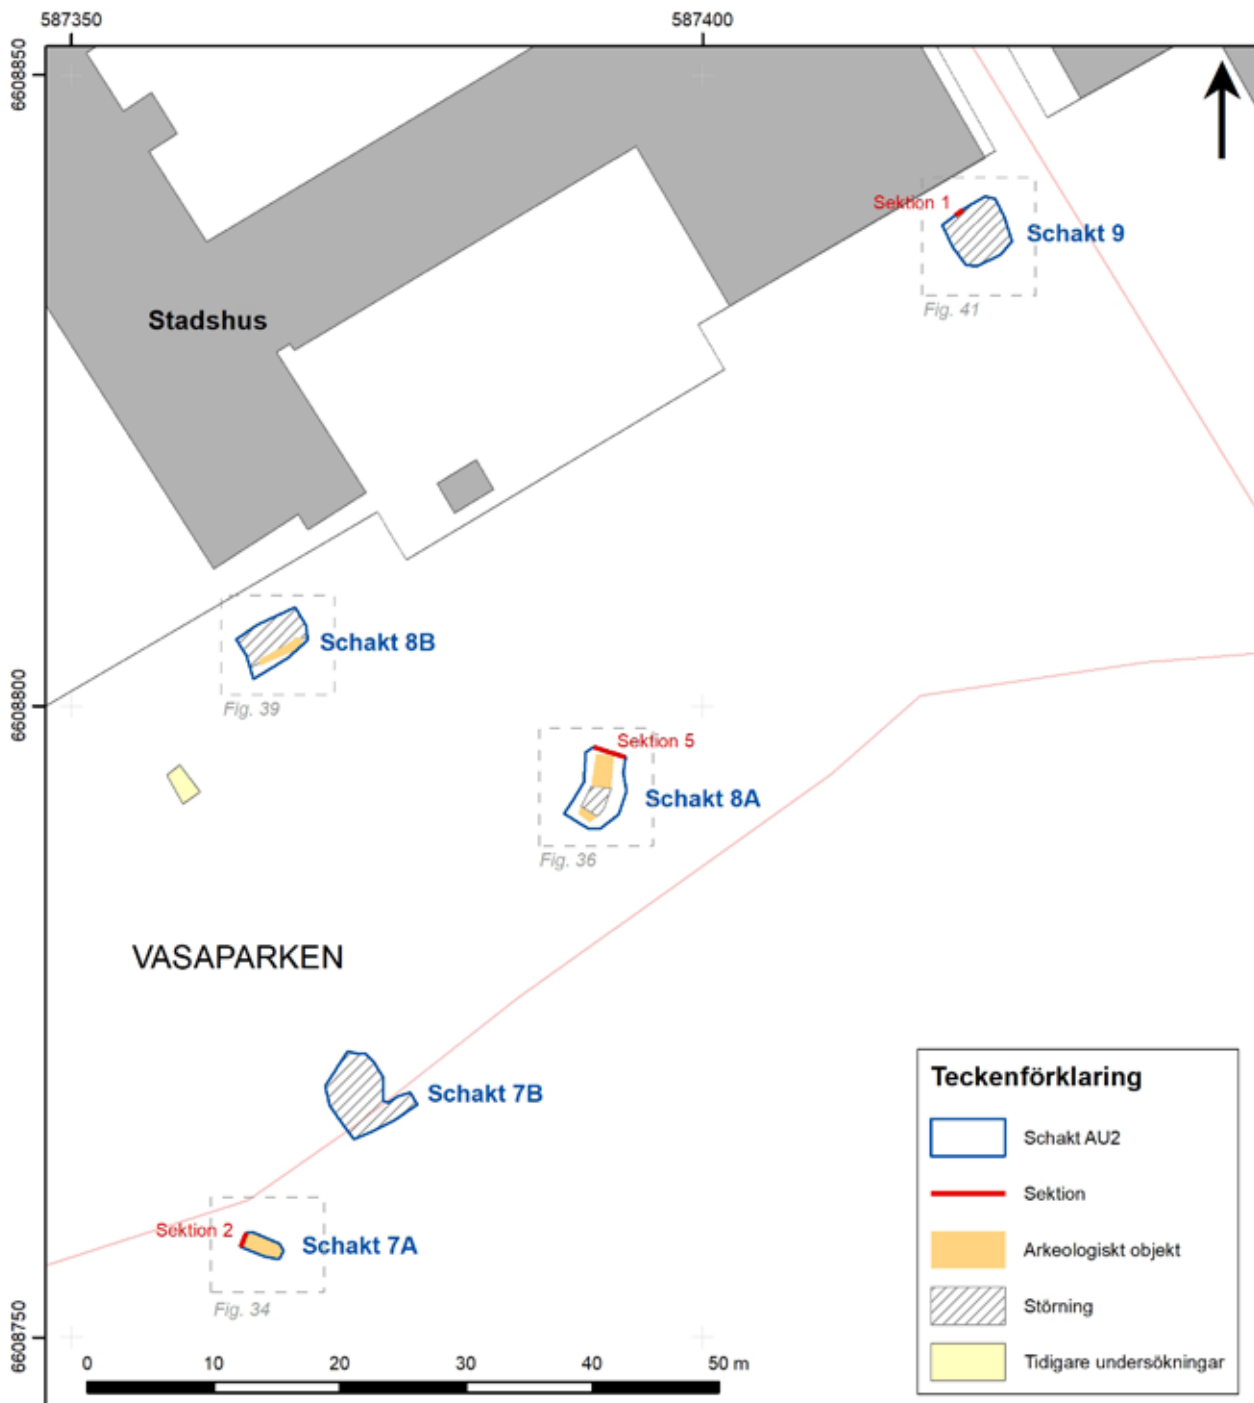 587350
587400
6608850
Sektion 1
Schakt 9
Fig. 41
Stadshus
Schakt 8B
Fig. 39
6608800
Sektion 5
Schakt 8A
Fig. 36
VASAPARKEN
Schakt 7B
Sektion 2
Schakt 7A
Fig. 34
6608750
0 10 20 30 40 50 m
Teckenförklaring
Schakt AU2
Sektion
Arkeologiskt objekt
Störning
Tidigare undersökningar